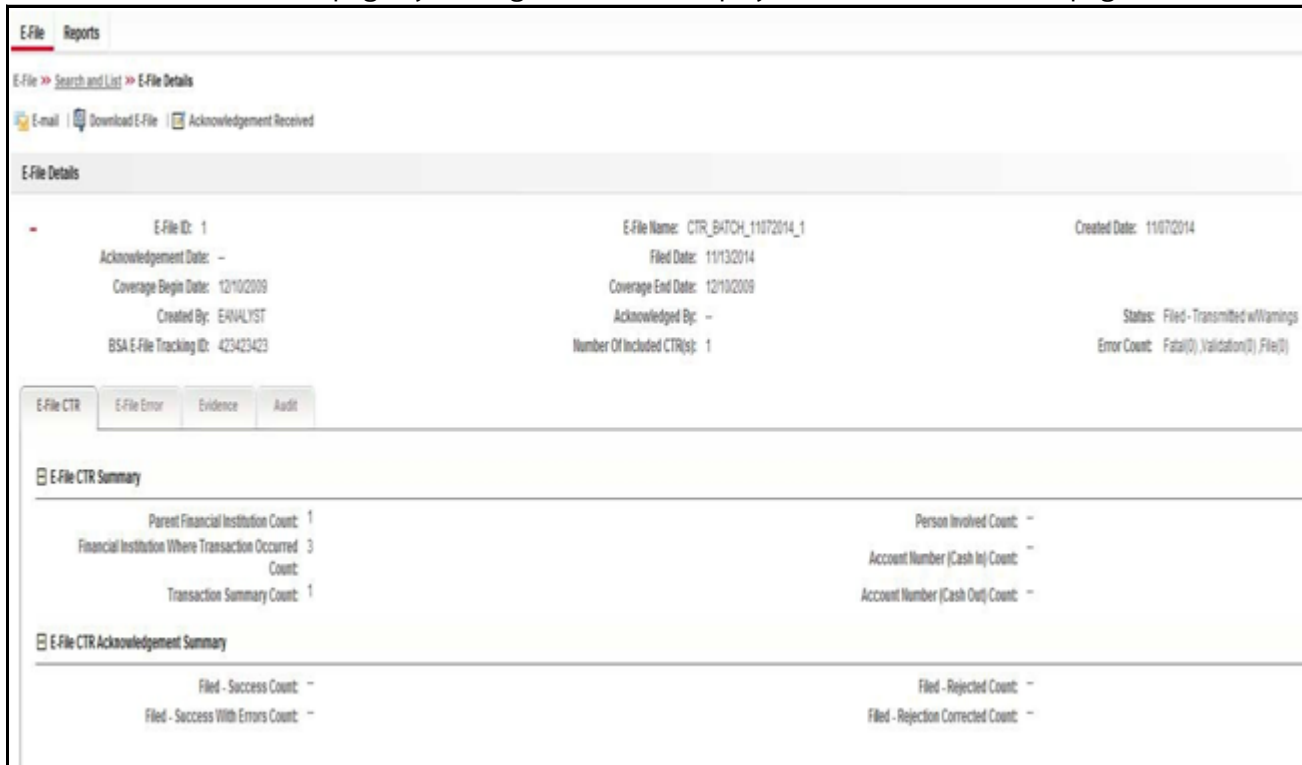 E-File Reports
E-File » Search and List » E-File Details
E-mail | Download E-File | Acknowledgement Received
E-File Details
E-File ID: 1 E-File Name: CTR_BATCH_11072014_1 Created Date: 11/07/2014
Acknowledgement Date: – Filed Date: 11/13/2014
Coverage Begin Date: 12/10/2009 Coverage End Date: 12/10/2009
Created By: EANALYST Acknowledged By: – Status: Filed - Transmitted w/Warnings
BSA E-File Tracking ID: 423423423 Number Of Included CTR(s): 1 Error Count: Fatal(0) ,Validation(0) ,File(0)
E-File CTR E-File Error Evidence Audit
E-File CTR Summary
Parent Financial Institution Count: 1 Person Involved Count: –
Financial Institution Where Transaction Occurred Count: 3 Account Number (Cash In) Count: –
Transaction Summary Count: 1 Account Number (Cash Out) Count: –
E-File CTR Acknowledgement Summary
Filed - Success Count: – Filed - Rejected Count: –
Filed - Success With Errors Count: – Filed - Rejection Corrected Count: –